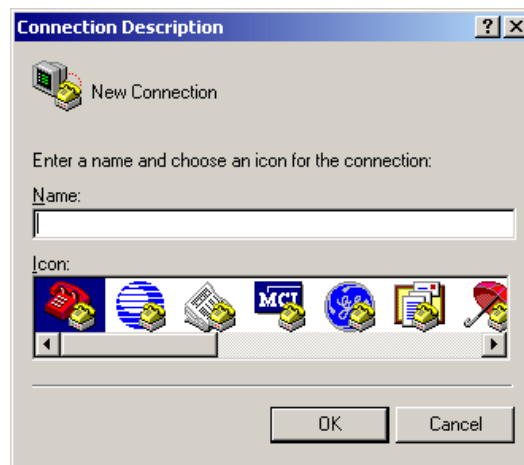 Connection Description
New Connection
Enter a name and choose an icon for the connection:
Name:
Icon:
MCI
OK
Cancel